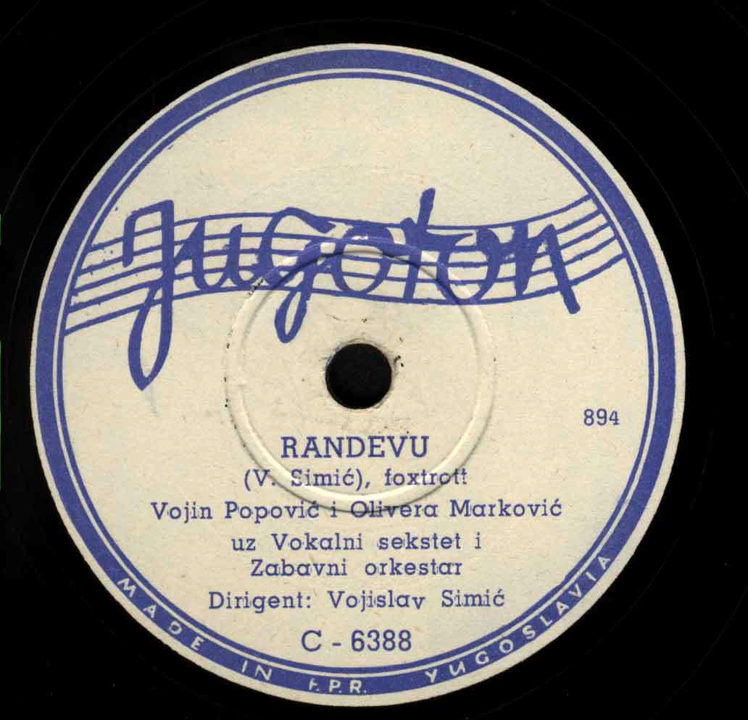 Jugoton
894
RANDEVU
(V. Simić), foxtrott
Vojin Popović i Olivera Marković
uz Vokalni sekstet i
Zabavni orkestar
Dirigent: Vojislav Simić
C - 6388
MADE IN F.P.R. YUGOSLAVIA